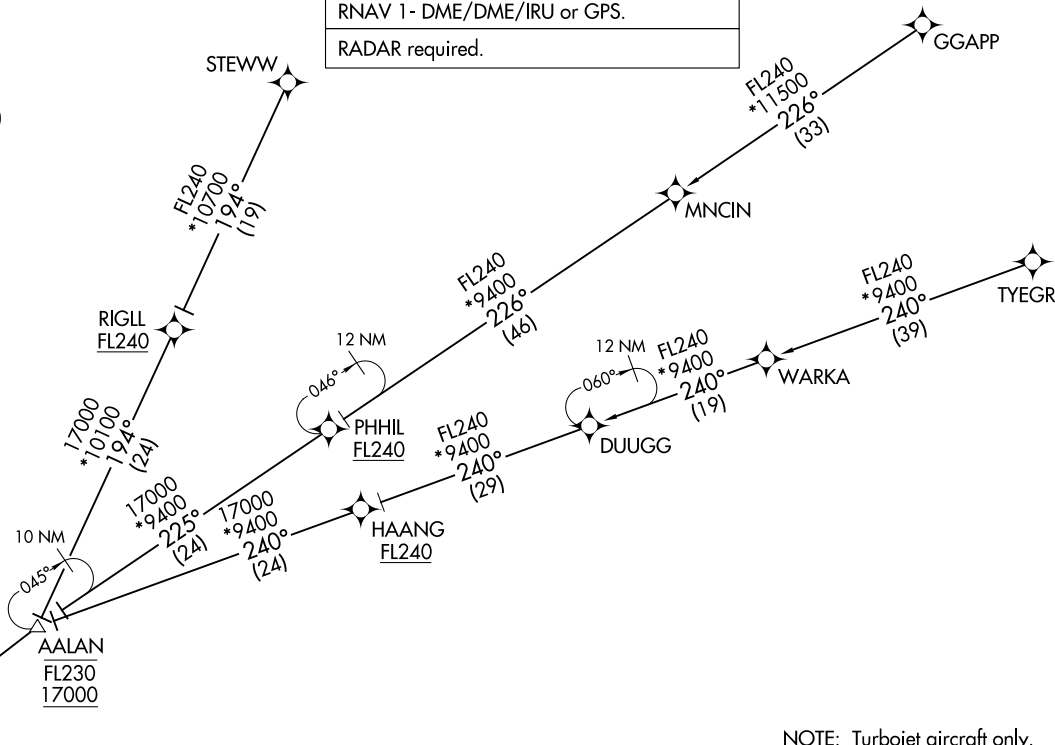 RNAV 1- DME/DME/IRU or GPS.
RADAR required.
GGAPP
STEWW
FL240
*11500
226°
(33)
FL240
*10700
194°
(19)
MNCIN
FL240
*9400
226°
(46)
TYEGR
FL240
*9400
240°
(39)
RIGLL
FL240
12 NM
046°
12 NM
060°
FL240
*9400
240°
(19)
WARKA
PHHIL
FL240
DUUGG
FL240
*9400
240°
(29)
17000
*10100
194°
(24)
17000
*9400
225°
(24)
17000
*9400
240°
(24)
HAANG
FL240
10 NM
045°
AALAN
FL230
17000
NOTE: Turbojet aircraft only.